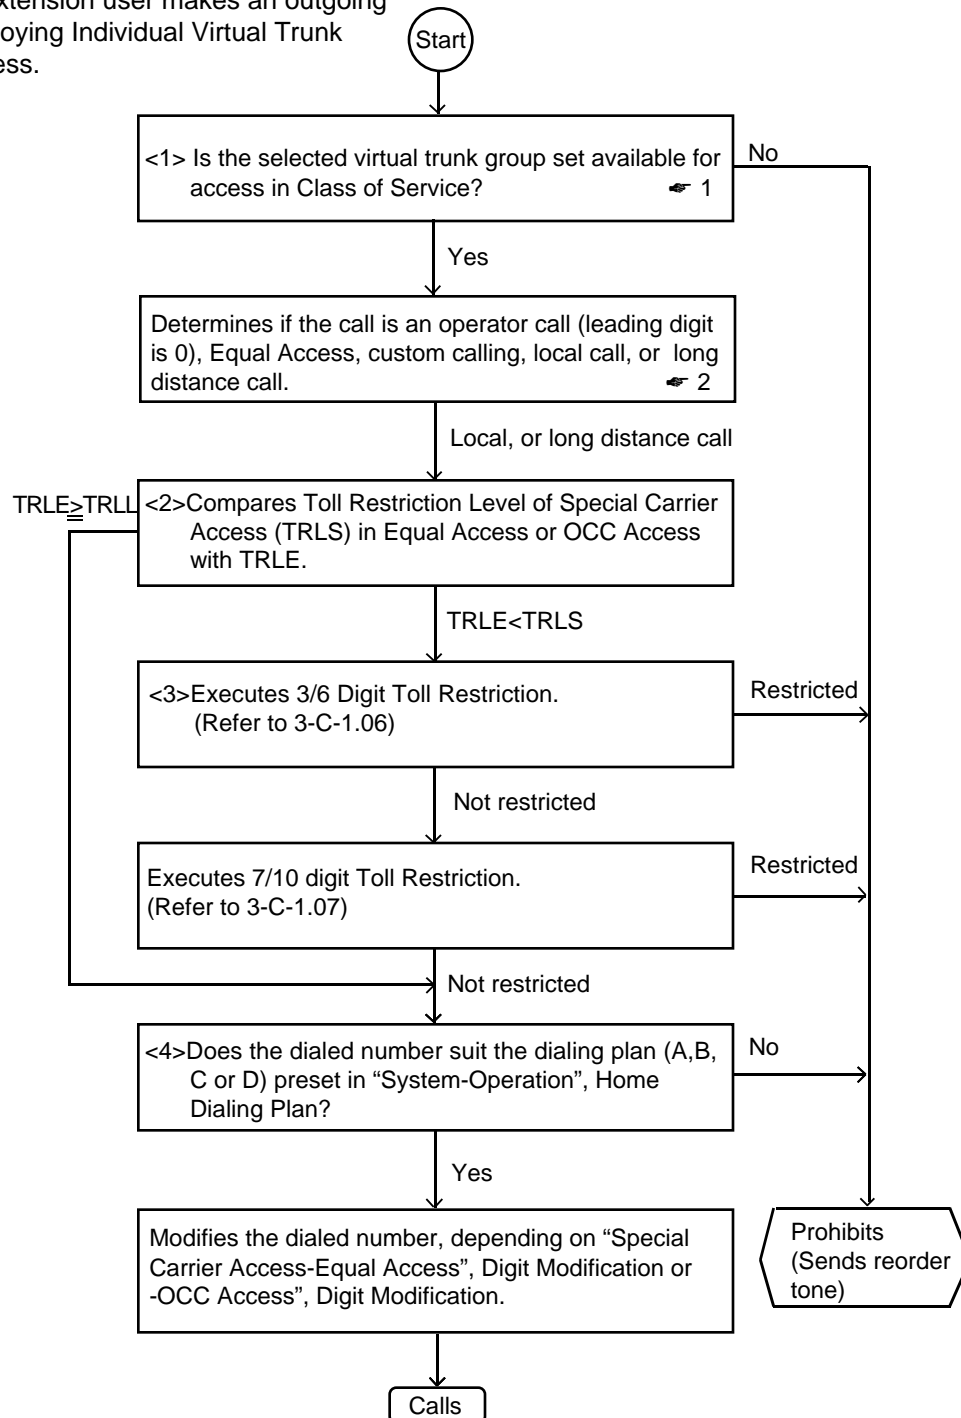 extension user makes an outgoing
oying Individual Virtual Trunk
ess.
Start
<1> Is the selected virtual trunk group set available for
access in Class of Service? ☛ 1
No
Yes
Determines if the call is an operator call (leading digit
is 0), Equal Access, custom calling, local call, or long
distance call. ☛ 2
Local, or long distance call
TRLE≥TRLL
<2>Compares Toll Restriction Level of Special Carrier
Access (TRLS) in Equal Access or OCC Access
with TRLE.
TRLE<TRLS
<3>Executes 3/6 Digit Toll Restriction.
(Refer to 3-C-1.06)
Restricted
Not restricted
Executes 7/10 digit Toll Restriction.
(Refer to 3-C-1.07)
Restricted
Not restricted
<4>Does the dialed number suit the dialing plan (A,B,
C or D) preset in “System-Operation”, Home
Dialing Plan?
No
Yes
Modifies the dialed number, depending on “Special
Carrier Access-Equal Access”, Digit Modification or
-OCC Access”, Digit Modification.
Prohibits
(Sends reorder
tone)
Calls